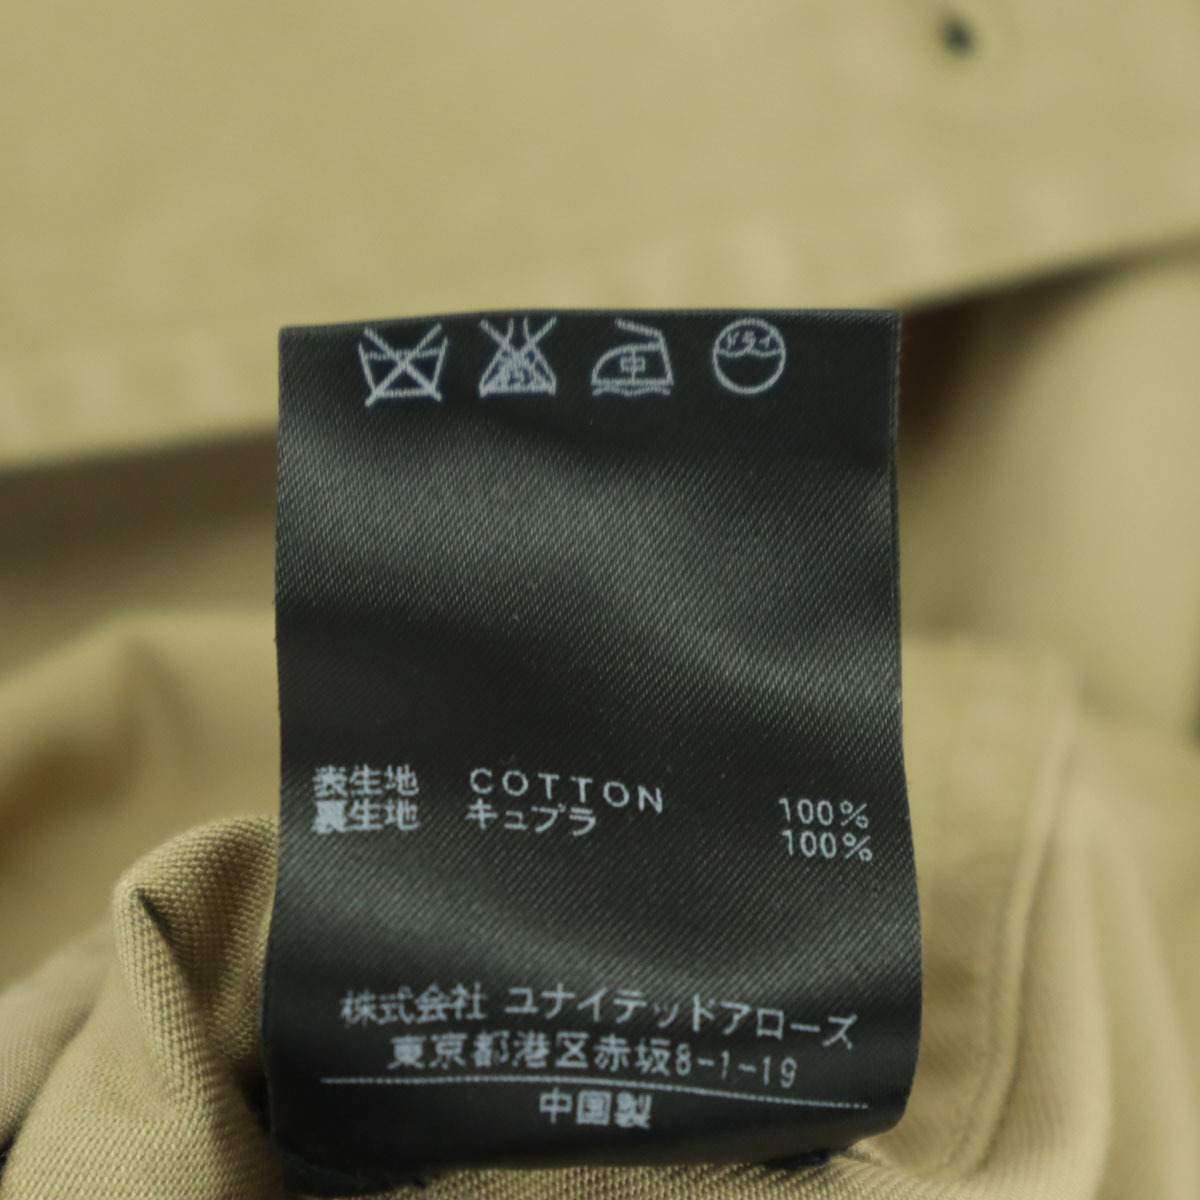 中
ドライ
表生地 COTTON 100%
裏生地 キュプラ 100%
株式会社 ユナイテッドアローズ
東京都港区赤坂8-1-19
中国製